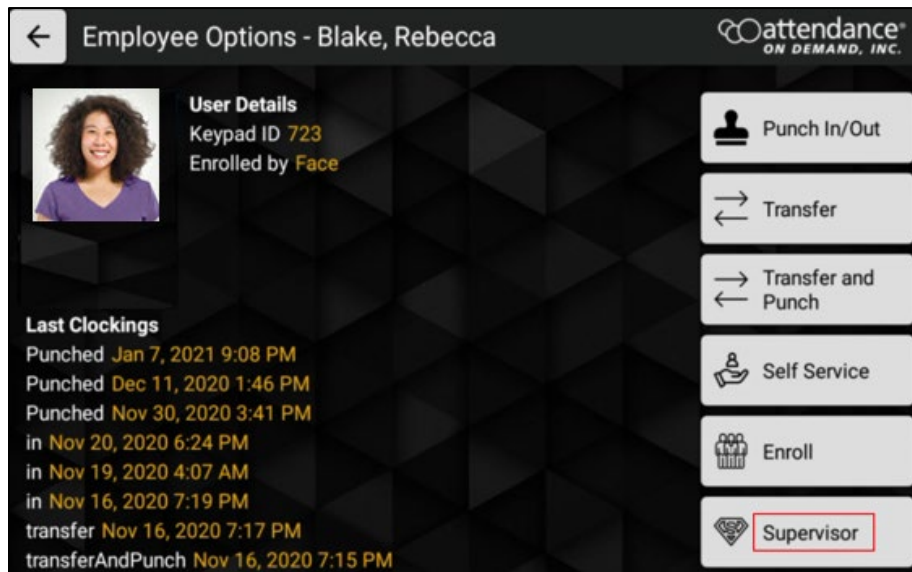 Employee Options - Blake, Rebecca
attendance®
ON DEMAND, INC.
User Details
Keypad ID 723
Enrolled by Face
Last Clockings
Punched Jan 7, 2021 9:08 PM
Punched Dec 11, 2020 1:46 PM
Punched Nov 30, 2020 3:41 PM
in Nov 20, 2020 6:24 PM
in Nov 19, 2020 4:07 AM
in Nov 16, 2020 7:19 PM
transfer Nov 16, 2020 7:17 PM
transferAndPunch Nov 16, 2020 7:15 PM
Punch In/Out
Transfer
Transfer and
Punch
Self Service
Enroll
Supervisor